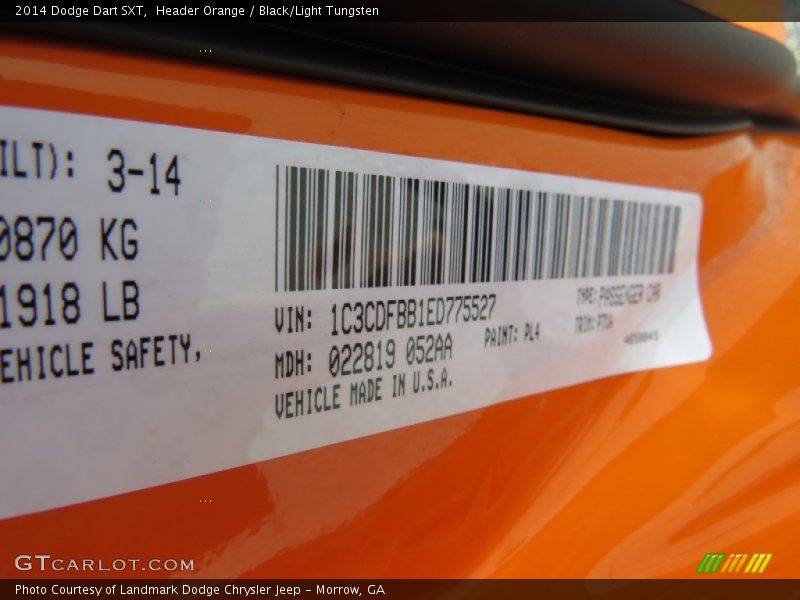 2014 Dodge Dart SXT,  Header Orange / Black/Light Tungsten
ILT): 3-14
0870 KG
1918 LB
EHICLE SAFETY,
VIN: 1C3CDFBB1ED775527
TYPE: PASSENGER CAR
MDH: 022819 052AA
PAINT: PL4
TRIM:
VEHICLE MADE IN U.S.A.
GTCARLOT.COM
Photo Courtesy of Landmark Dodge Chrysler Jeep - Morrow, GA